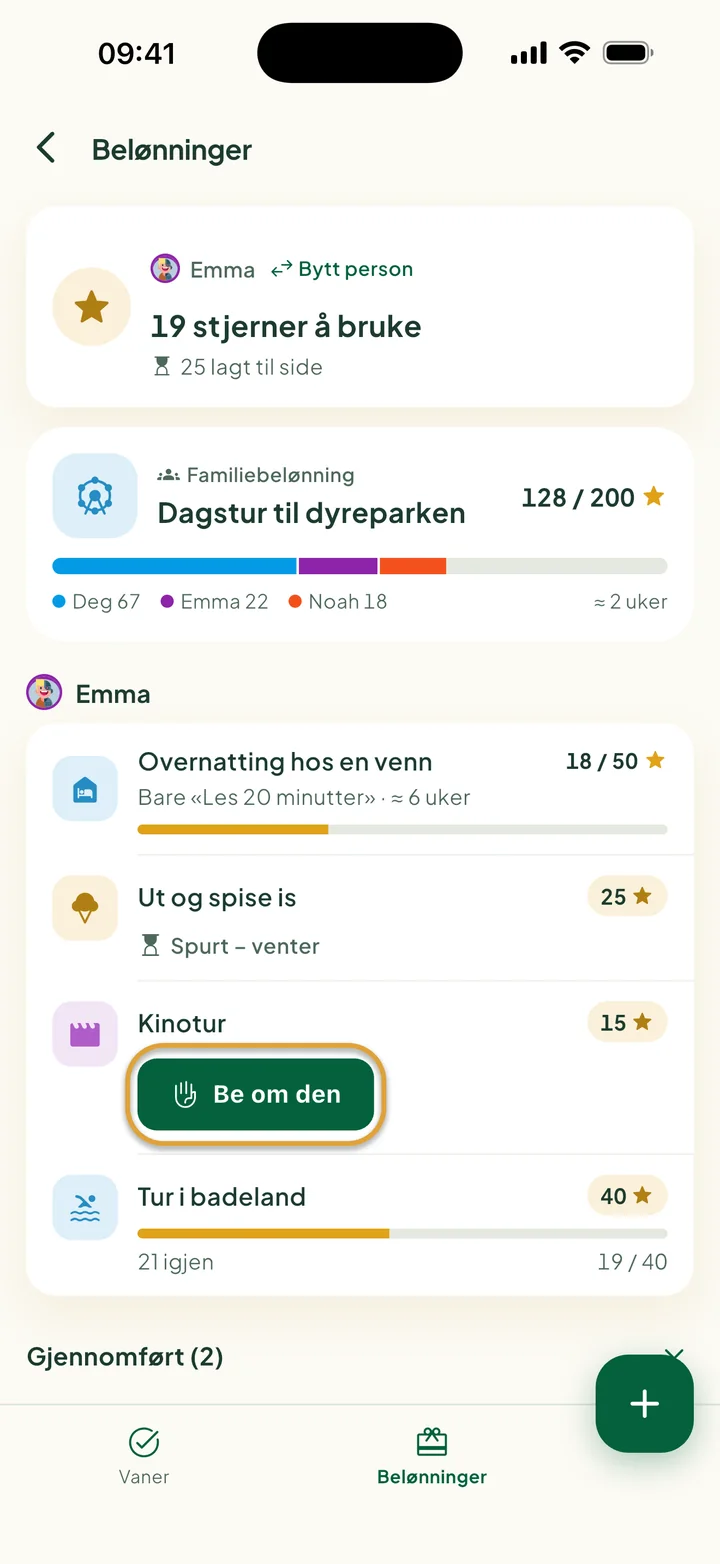 09:41
Belønninger
Emma Bytt person
19 stjerner å bruke
25 lagt til side
Familiebelønning
Dagstur til dyreparken
128 / 200
Deg 67 Emma 22 Noah 18 ≈ 2 uker
Emma
Overnatting hos en venn 18 / 50
Bare «Les 20 minutter» · ≈ 6 uker
Ut og spise is 25
Spurt – venter
Kinotur 15
Be om den
Tur i badeland 40
21 igjen 19 / 40
Gjennomført (2)
Vaner Belønninger